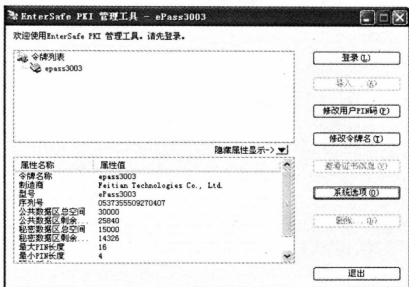 EnterSafe PKI 管理工具 - ePass3003
欢迎使用EnterSafe PKI 管理工具。请先登录。
令牌列表
epass3003
登录(L)
导入
修改用户PIN码(P)
修改令牌名(T)
查看证书信息(V)
系统选项(O)
退出
隐藏属性显示->
属性名称 属性值
令牌名称 epass3003
制造商 Feitian Technologies Co., Ltd.
型号 ePass3003
序列号 0537355509270407
公共数据区总空间 30000
公共数据区剩余... 25840
秘密数据区总空间 15000
秘密数据区剩余... 14326
最大PIN长度 16
最小PIN长度 4